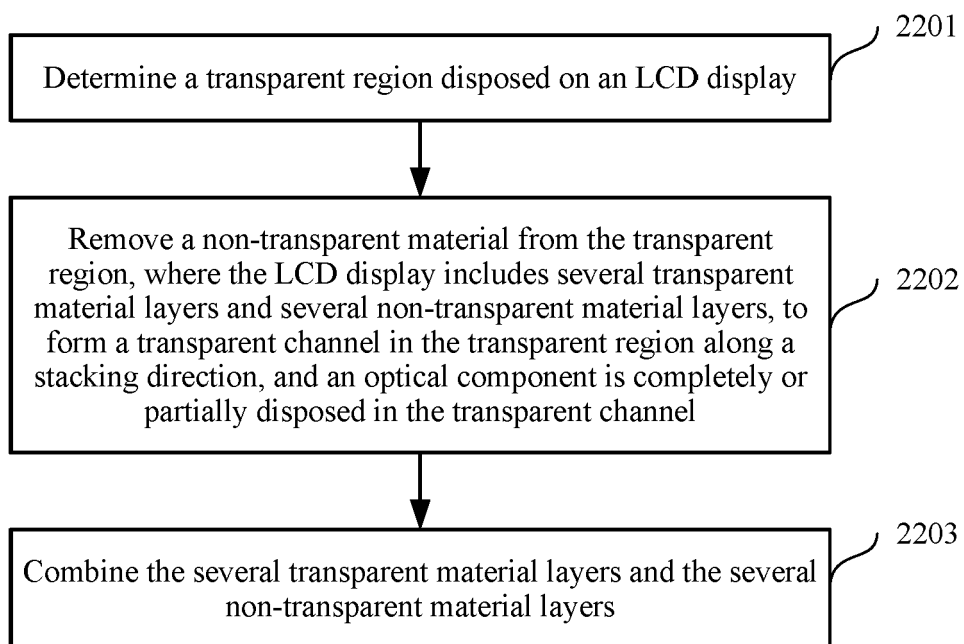 2201
Determine a transparent region disposed on an LCD display
2202
Remove a non-transparent material from the transparent
region, where the LCD display includes several transparent
material layers and several non-transparent material layers, to
form a transparent channel in the transparent region along a
stacking direction, and an optical component is completely or
partially disposed in the transparent channel
2203
Combine the several transparent material layers and the several
non-transparent material layers